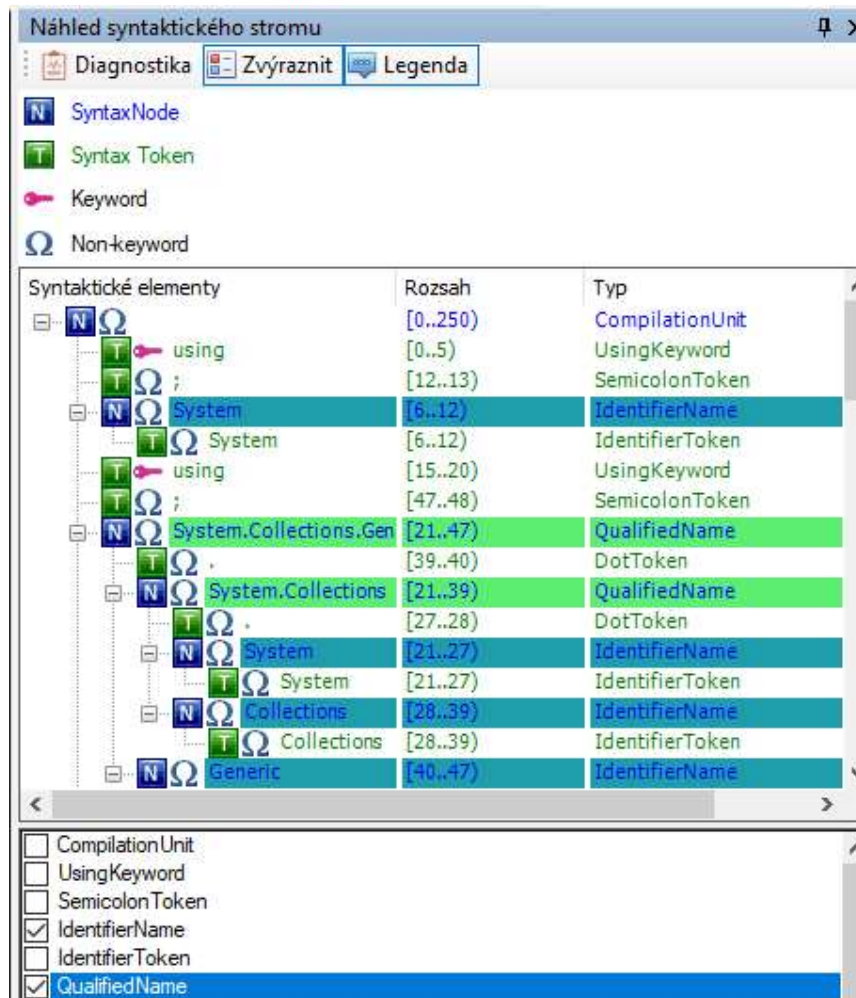 Náhled syntaktického stromu
Diagnostika Zvýraznit Legenda
N SyntaxNode
T Syntax Token
Keyword
Ω Non-keyword
Syntaktické elementy Rozsah Typ
N Ω [0..250) CompilationUnit
T using [0..5) UsingKeyword
T Ω ; [12..13) SemicolonToken
N Ω System [6..12) IdentifierName
T Ω System [6..12) IdentifierToken
T using [15..20) UsingKeyword
T Ω ; [47..48) SemicolonToken
N Ω System.Collections.Gen [21..47) QualifiedName
T Ω . [39..40) DotToken
N Ω System.Collections [21..39) QualifiedName
T Ω . [27..28) DotToken
N Ω System [21..27) IdentifierName
T Ω System [21..27) IdentifierToken
N Ω Collections [28..39) IdentifierName
T Ω Collections [28..39) IdentifierToken
N Ω Generic [40..47) IdentifierName
CompilationUnit
UsingKeyword
SemicolonToken
IdentifierName
IdentifierToken
QualifiedName